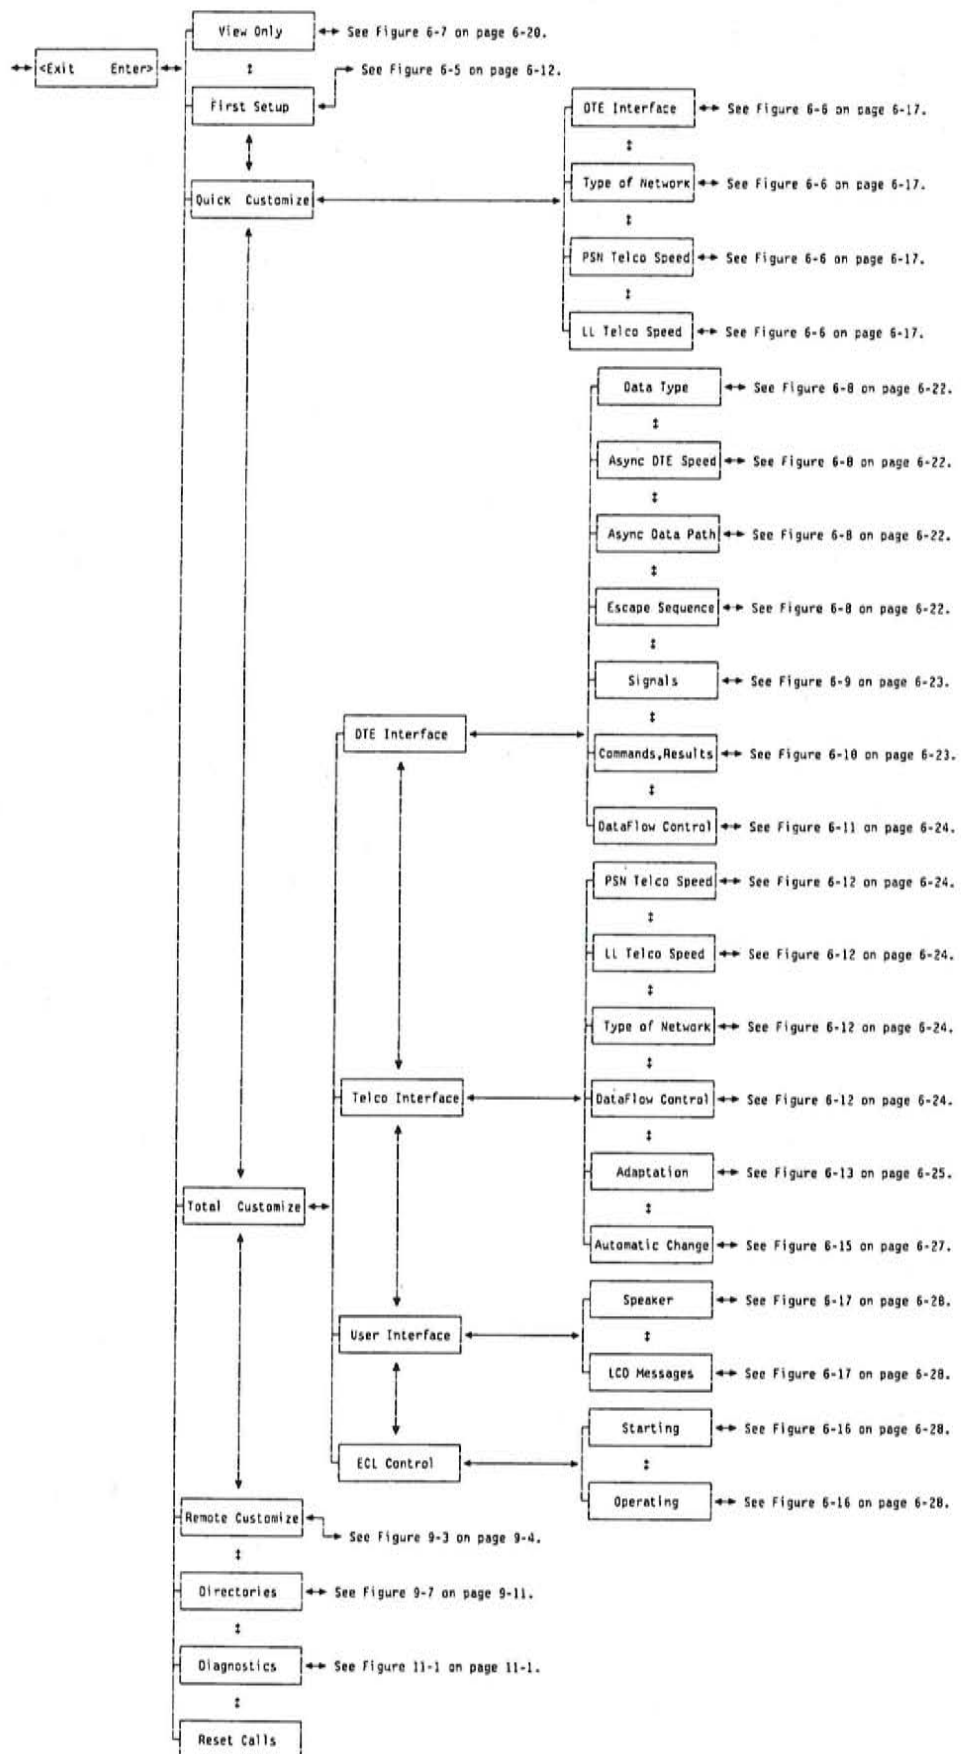 View Only
See Figure 6-7 on page 6-20.
<Exit Enter>
See Figure 6-5 on page 6-12.
First Setup
Quick Customize
DTE Interface
See Figure 6-6 on page 6-17.
Type of Network
See Figure 6-6 on page 6-17.
PSN Telco Speed
See Figure 6-6 on page 6-17.
LL Telco Speed
See Figure 6-6 on page 6-17.
Data Type
See Figure 6-8 on page 6-22.
Async DTE Speed
See Figure 6-8 on page 6-22.
Async Data Path
See Figure 6-8 on page 6-22.
Escape Sequence
See Figure 6-8 on page 6-22.
Signals
See Figure 6-9 on page 6-23.
DTE Interface
Commands,Results
See Figure 6-10 on page 6-23.
DataFlow Control
See Figure 6-11 on page 6-24.
PSN Telco Speed
See Figure 6-12 on page 6-24.
LL Telco Speed
See Figure 6-12 on page 6-24.
Type of Network
See Figure 6-12 on page 6-24.
Telco Interface
DataFlow Control
See Figure 6-12 on page 6-24.
Adaptation
See Figure 6-13 on page 6-25.
Total Customize
Automatic Change
See Figure 6-15 on page 6-27.
Speaker
See Figure 6-17 on page 6-28.
User Interface
LCD Messages
See Figure 6-17 on page 6-28.
Starting
See Figure 6-16 on page 6-28.
ECL Control
Operating
See Figure 6-16 on page 6-28.
Remote Customize
See Figure 9-3 on page 9-4.
Directories
See Figure 9-7 on page 9-11.
Diagnostics
See Figure 11-1 on page 11-1.
Reset Calls